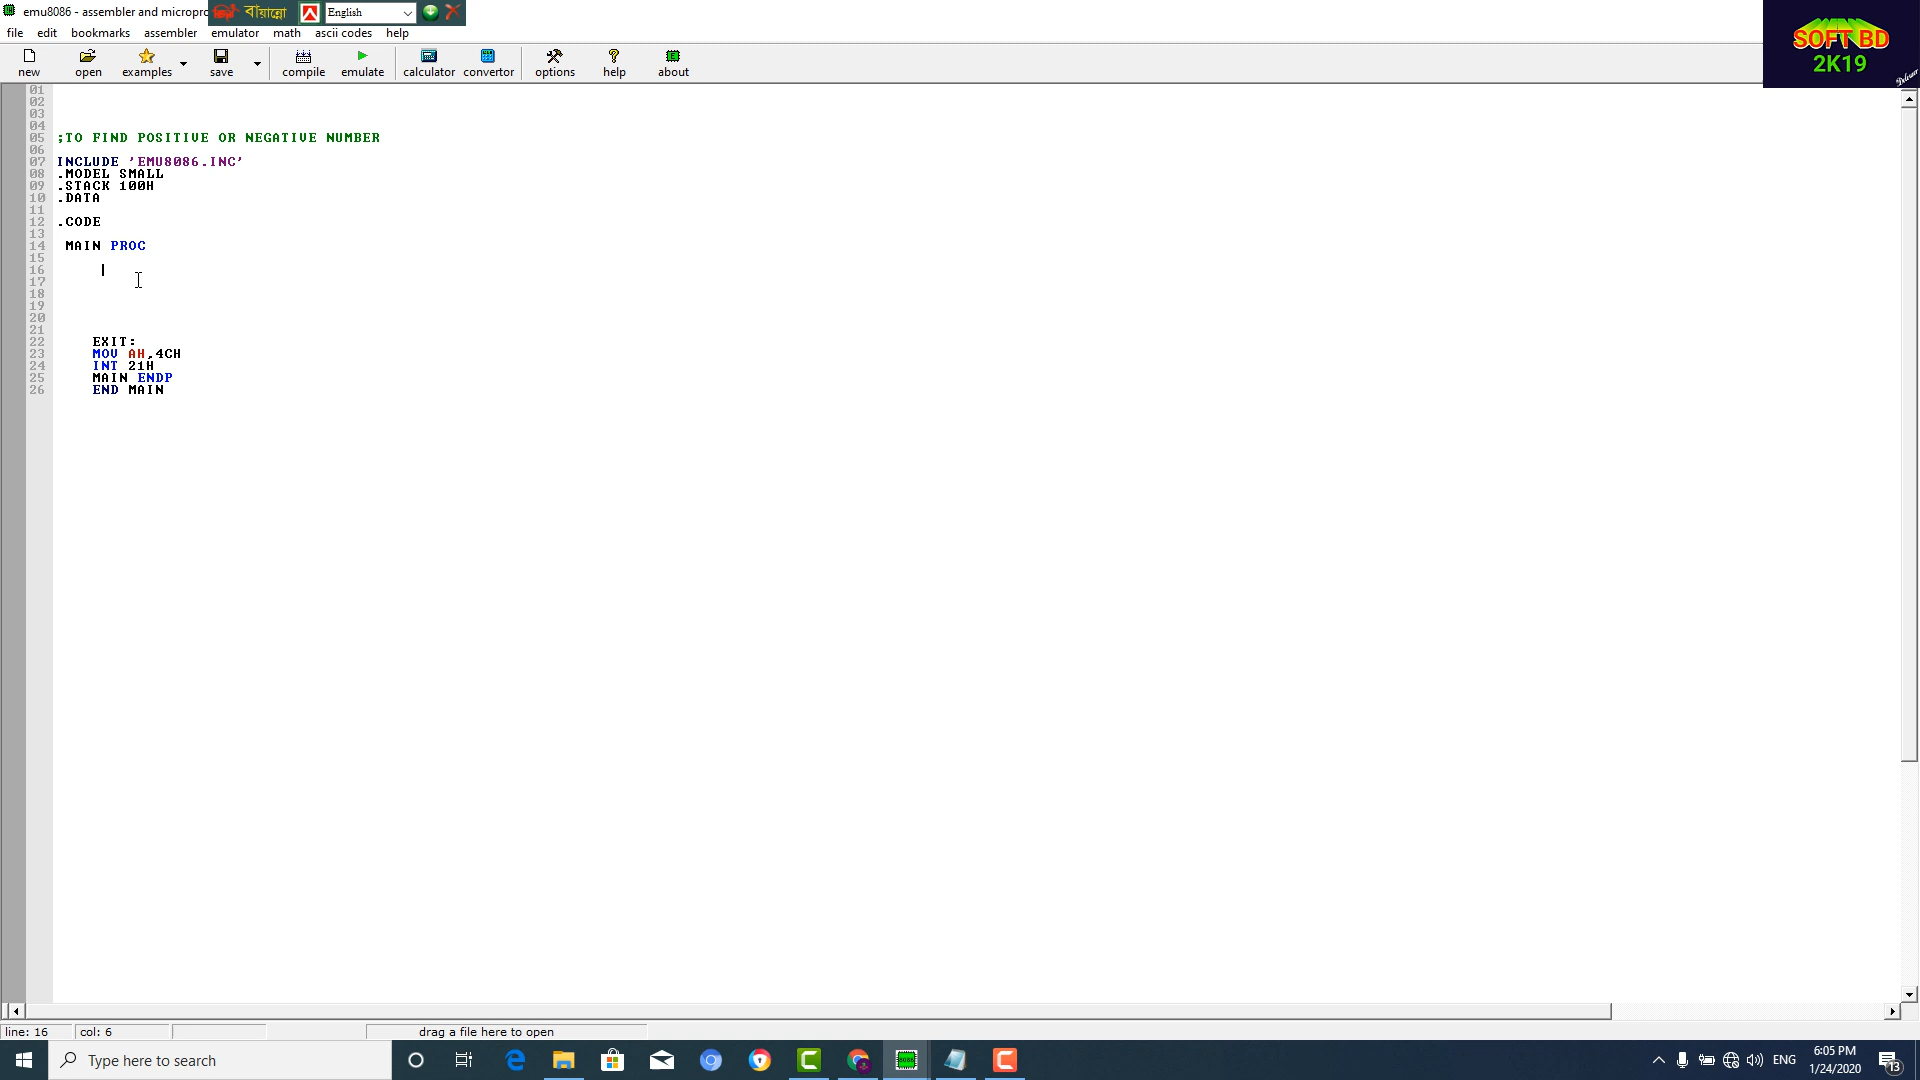 emu8086 - assembler and micropro
বাঁয়ান্নো
English
SOFT BD
2K19
file edit bookmarks assembler emulator math ascii codes help
new open examples save compile emulate calculator convertor options help about
01
02
03
04
05 ;TO FIND POSITIVE OR NEGATIVE NUMBER
06
07 INCLUDE 'EMU8086.INC'
08 .MODEL SMALL
09 .STACK 100H
10 .DATA
11
12 .CODE
13
14 MAIN PROC
15
16
17
18
19
20
21
22 EXIT:
23 MOV AH,4CH
24 INT 21H
25 MAIN ENDP
26 END MAIN
line: 16 col: 6 drag a file here to open
Type here to search
ENG
6:05 PM
1/24/2020
13